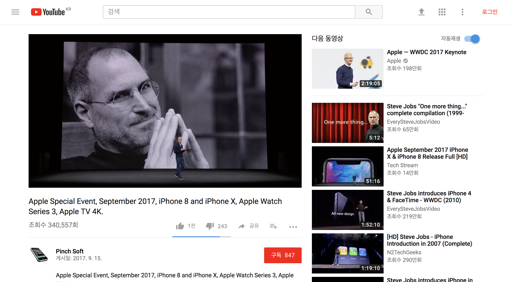 YouTube KR
검색
로그인
다음 동영상
자동재생
Apple — WWDC 2017 Keynote
Apple
조회수 198만회
2:19:05
Steve Jobs "One more thing..."
complete compilation (1999-
EverySteveJobsVideo
조회수 65만회
One more thing...
5:12
Apple September 2017 iPhone
X & iPhone 8 Release Full [HD]
Tech Stream
조회수 14만회
51:16
Steve Jobs introduces iPhone 4
& FaceTime - WWDC (2010)
EverySteveJobsVideo
조회수 219만회
All new design
1:52:10
[HD] Steve Jobs - iPhone
Introduction in 2007 (Complete)
N2TechGeeks
조회수 290만회
1:19:10
Steve Jobs introduces iPhone in
Apple Special Event, September 2017, iPhone 8 and iPhone X, Apple Watch
Series 3, Apple TV 4K.
조회수 340,557회
1천
243
공유
Pinch Soft
게시일: 2017. 9. 15.
구독 847
Apple Special Event, September 2017, iPhone 8 and iPhone X, Apple Watch Series 3, Apple